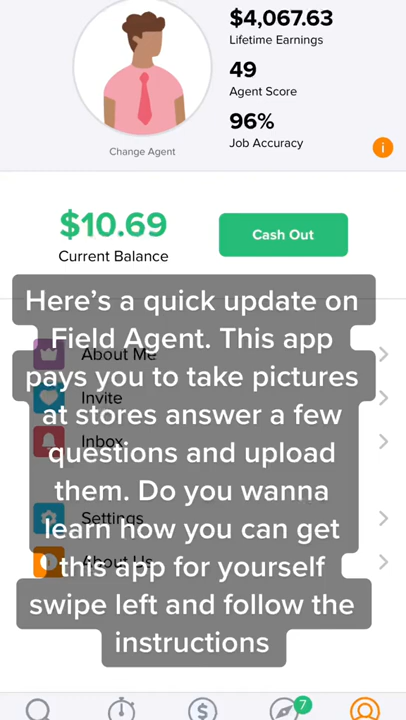 $4,067.63
Lifetime Earnings
49
Agent Score
96%
Job Accuracy
Change Agent
i
$10.69
Current Balance
Cash Out
Here's a quick update on
Field Agent. This app
pays you to take pictures
at stores answer a few
questions and upload
them. Do you wanna
learn how you can get
this app for yourself
swipe left and follow the
instructions
About Me
Invite
Inbox
Settings
About Us
$
7